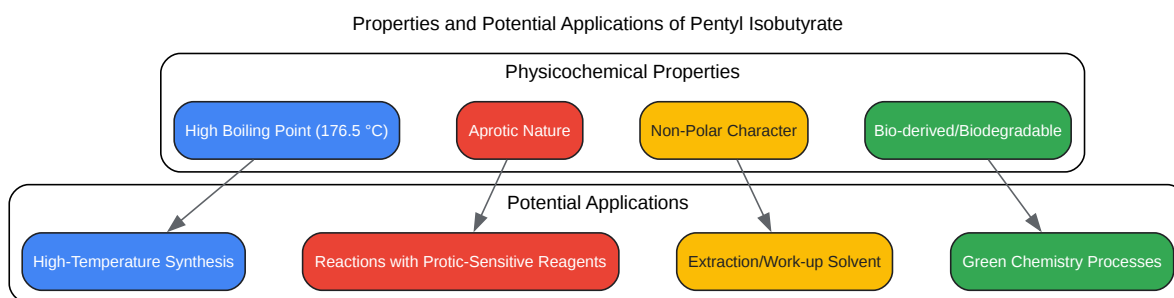 Properties and Potential Applications of Pentyl Isobutyrate
Physicochemical Properties
High Boiling Point (176.5 °C)
Aprotic Nature
Non-Polar Character
Bio-derived/Biodegradable
Potential Applications
High-Temperature Synthesis
Reactions with Protic-Sensitive Reagents
Extraction/Work-up Solvent
Green Chemistry Processes